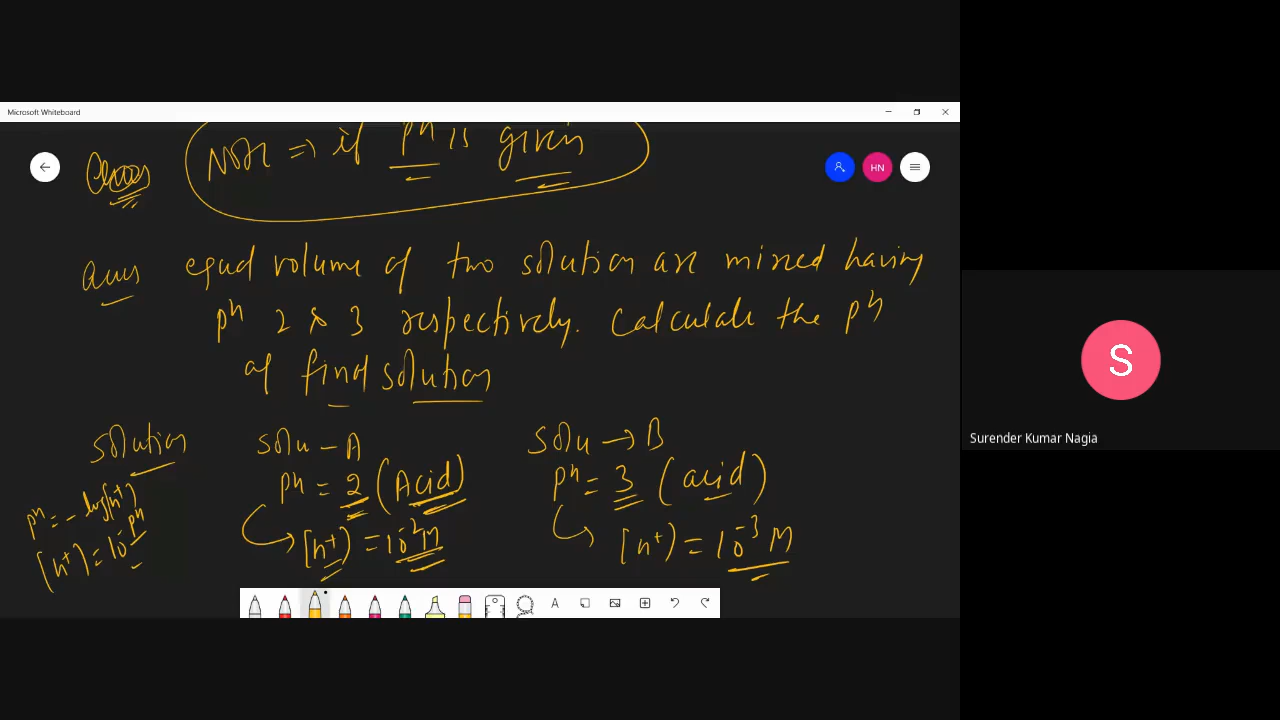 Microsoft Whiteboard
Note => if pH is given
HN
Ques equal volume of two solution are mixed having
pH 2 & 3 respectively. Calculate the pH
of final solution
S
Surender Kumar Nagia
solution
solu - A
solu → B
pH = 2 (Acid)
pH = 3 (acid)
pH = - log[H+)
[H+) = 10^-pH
[H+) = 10^-2 M
[H+) = 10^-3 M
A